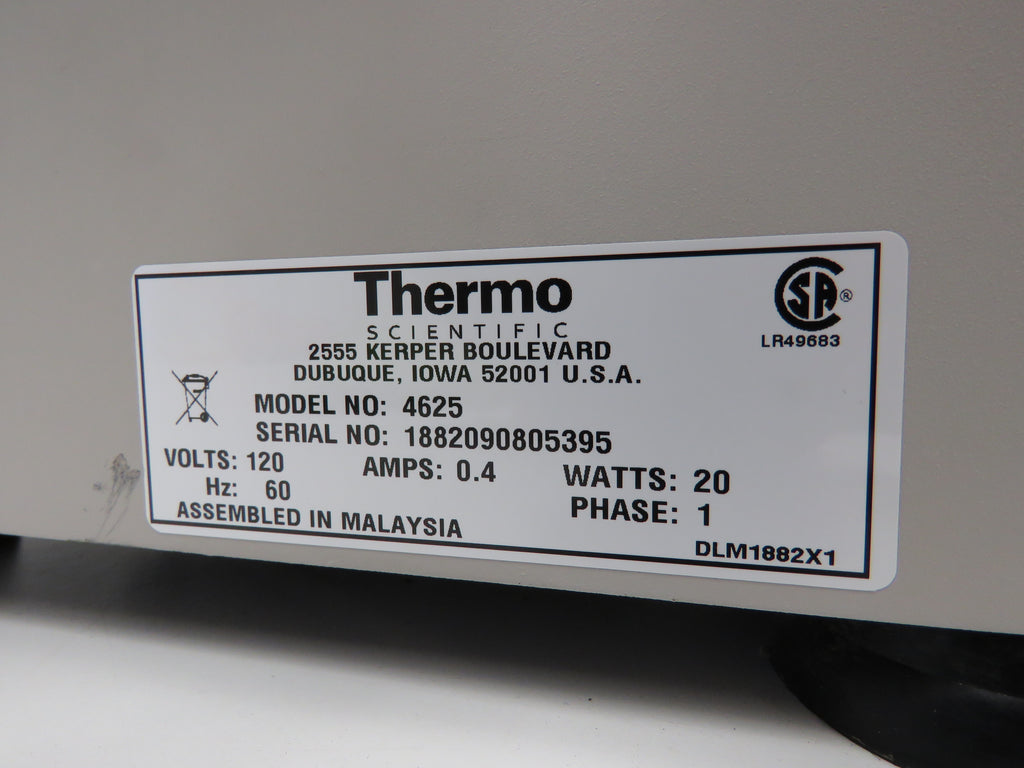 Thermo
SCIENTIFIC
2555 KERPER BOULEVARD
DUBUQUE, IOWA 52001 U.S.A.
SA ®
LR49683
MODEL NO: 4625
SERIAL NO: 1882090805395
VOLTS: 120 AMPS: 0.4 WATTS: 20
Hz: 60 PHASE: 1
ASSEMBLED IN MALAYSIA
DLM1882X1